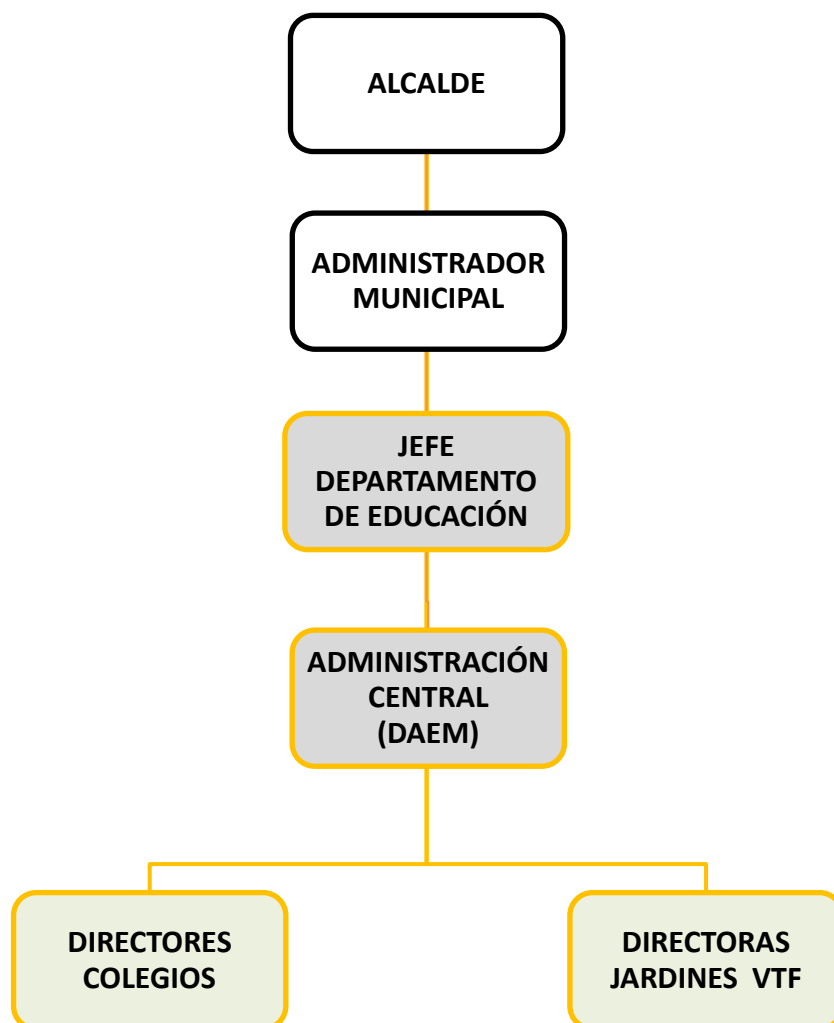 ALCALDE
ADMINISTRADOR
MUNICIPAL
JEFE
DEPARTAMENTO
DE EDUCACIÓN
ADMINISTRACIÓN
CENTRAL
(DAEM)
DIRECTORES
COLEGIOS
DIRECTORAS
JARDINES  VTF